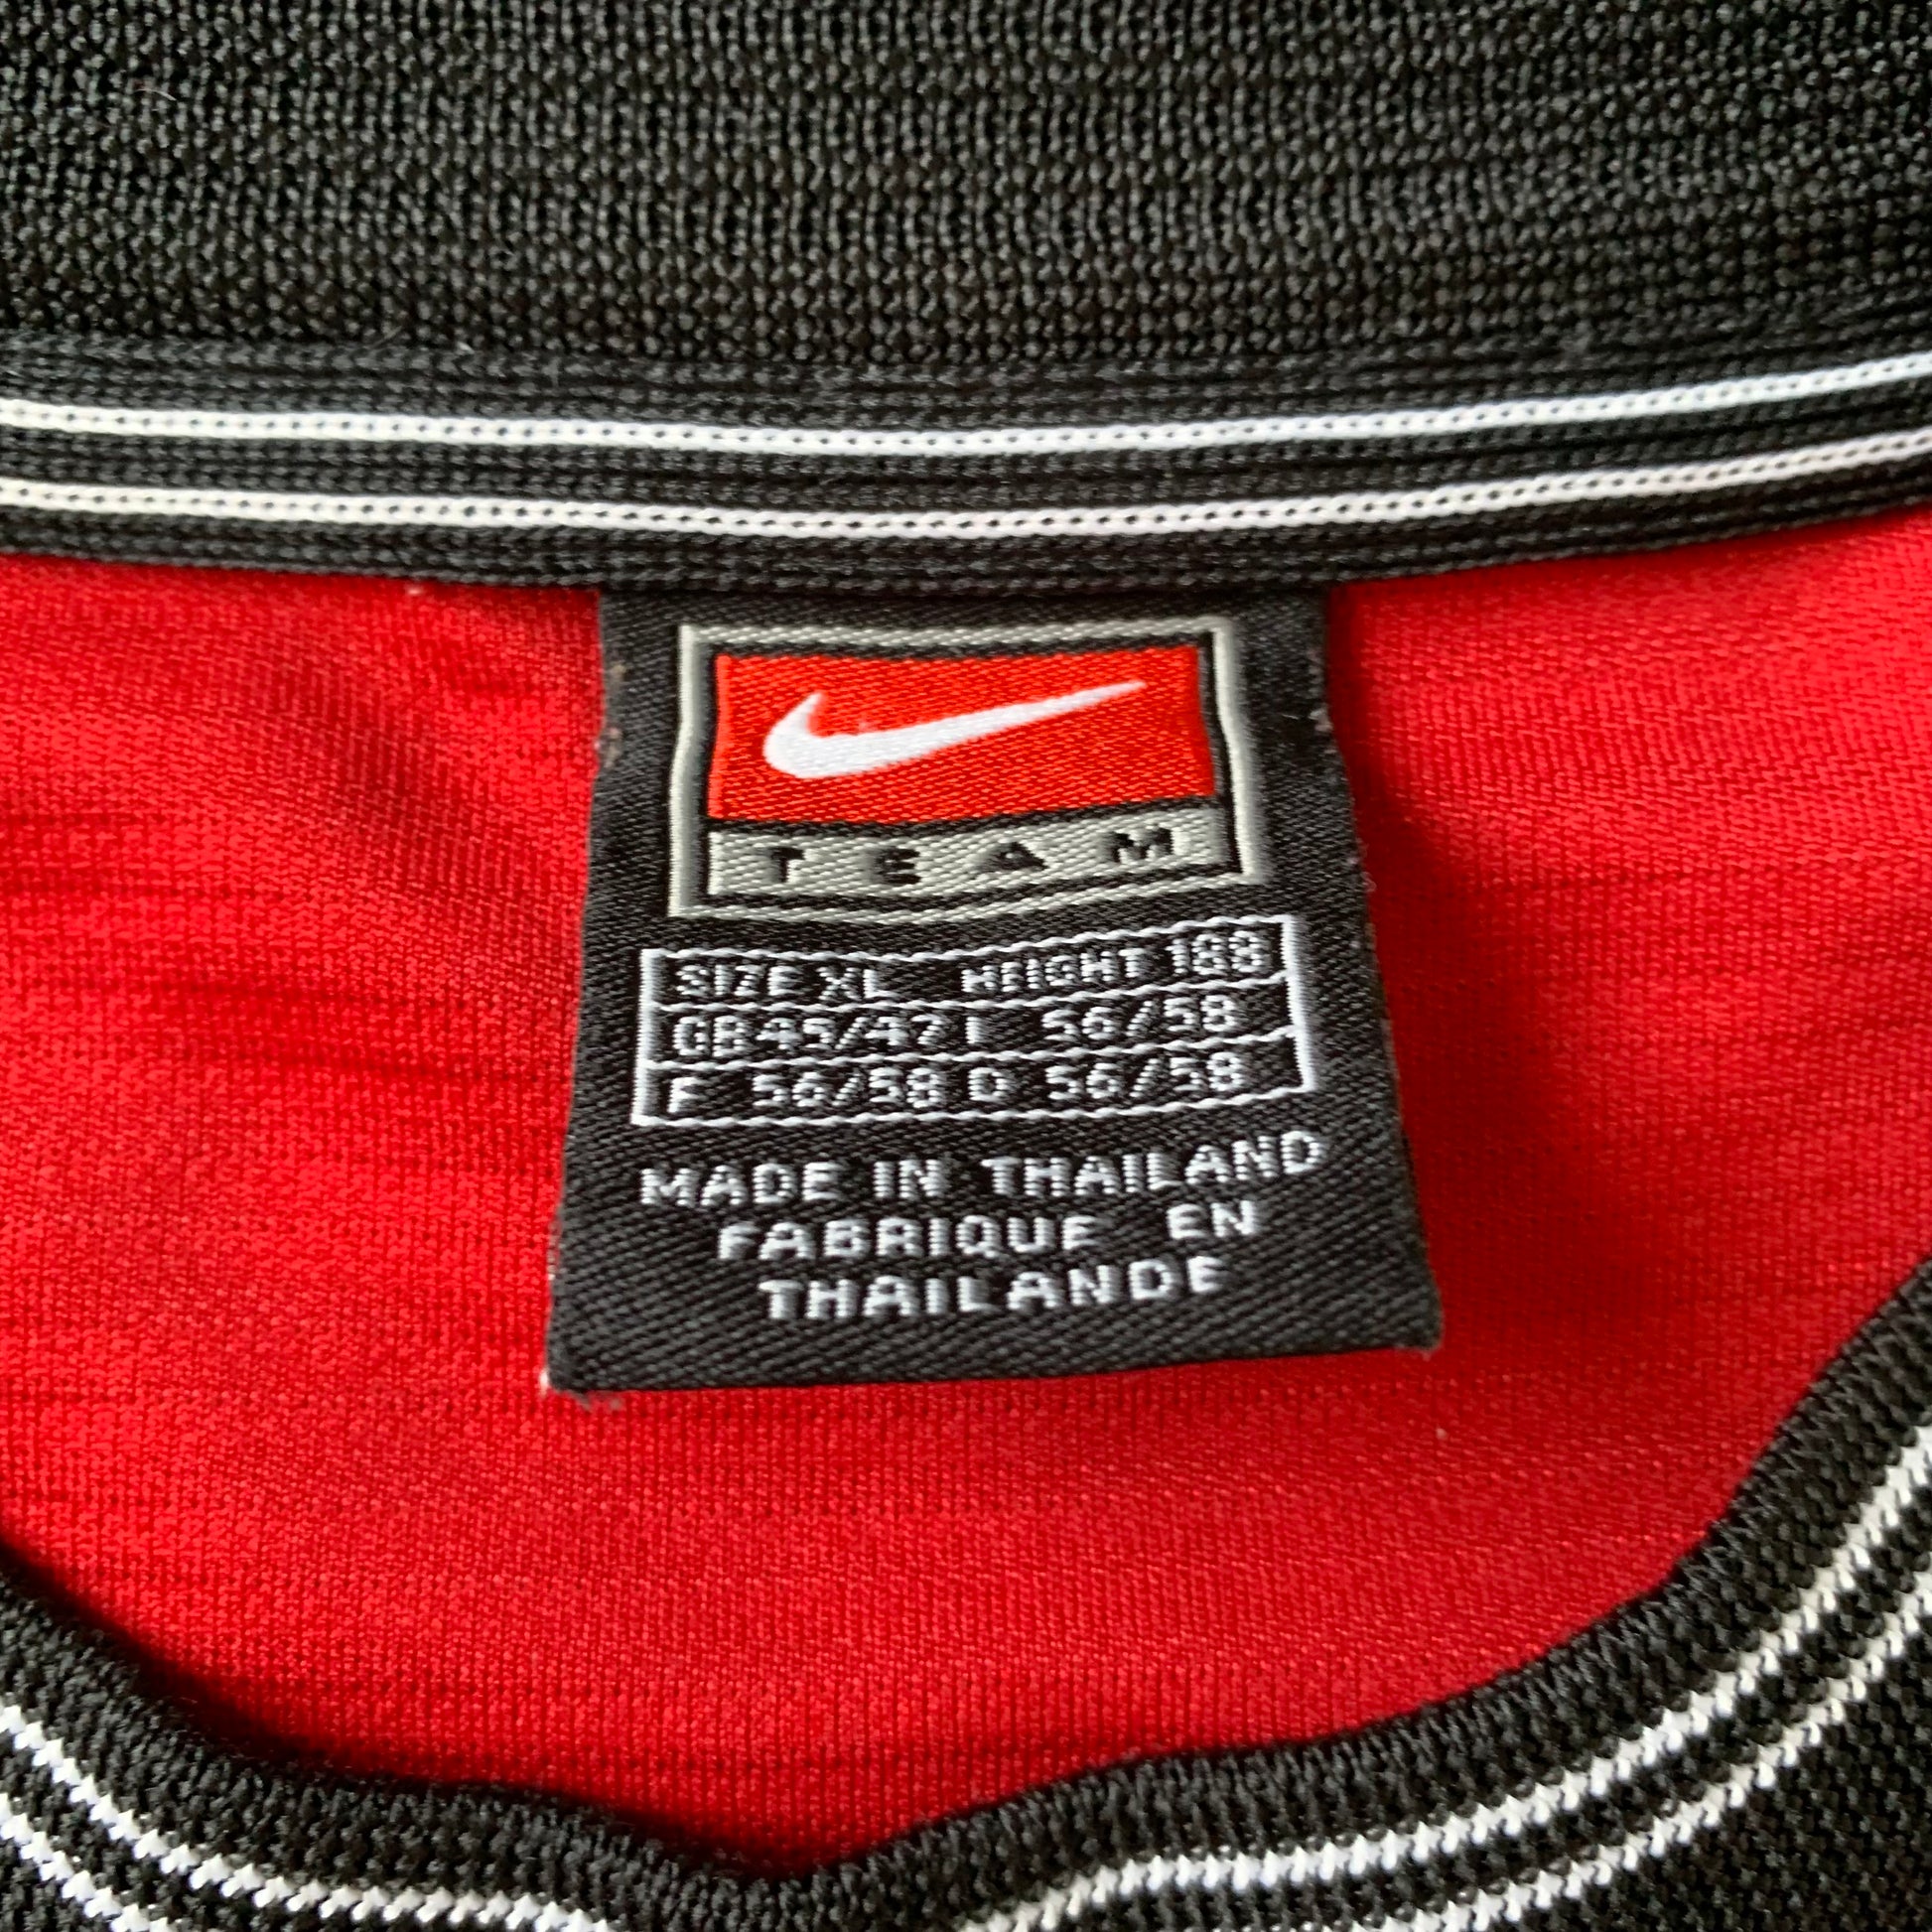 TEAM
SIZE XL HEIGHT 188
GB 45/47 I 56/58
F 56/58 D 56/58
MADE IN THAILAND
FABRIQUE EN
THAILANDE